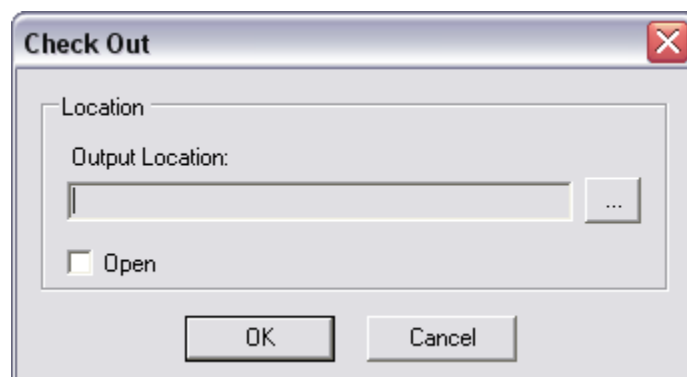 Check Out
Location
Output Location:
...
Open
OK
Cancel